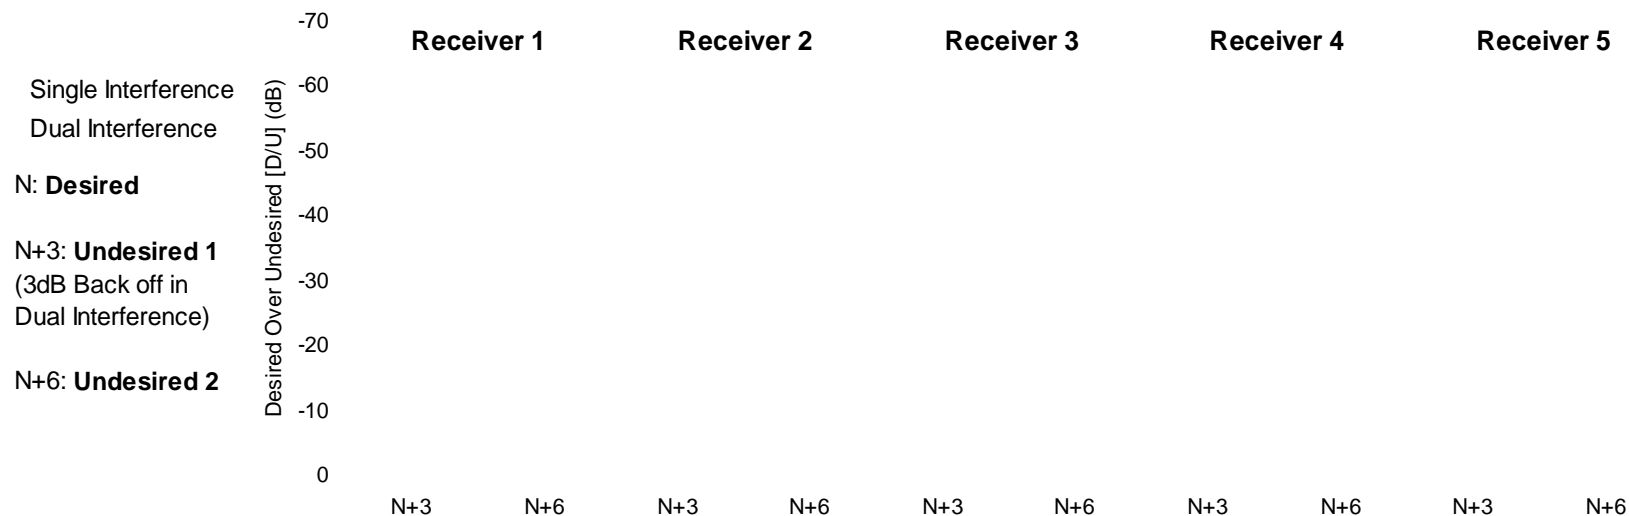 Receiver 1 Receiver 2 Receiver 3 Receiver 4 Receiver 5
Single Interference
Dual Interference
N: Desired
N+3: Undesired 1
(3dB Back off in
Dual Interference)
N+6: Undesired 2
Desired Over Undesired [D/U] (dB)
-70
-60
-50
-40
-30
-20
-10
0
N+3 N+6 N+3 N+6 N+3 N+6 N+3 N+6 N+3 N+6